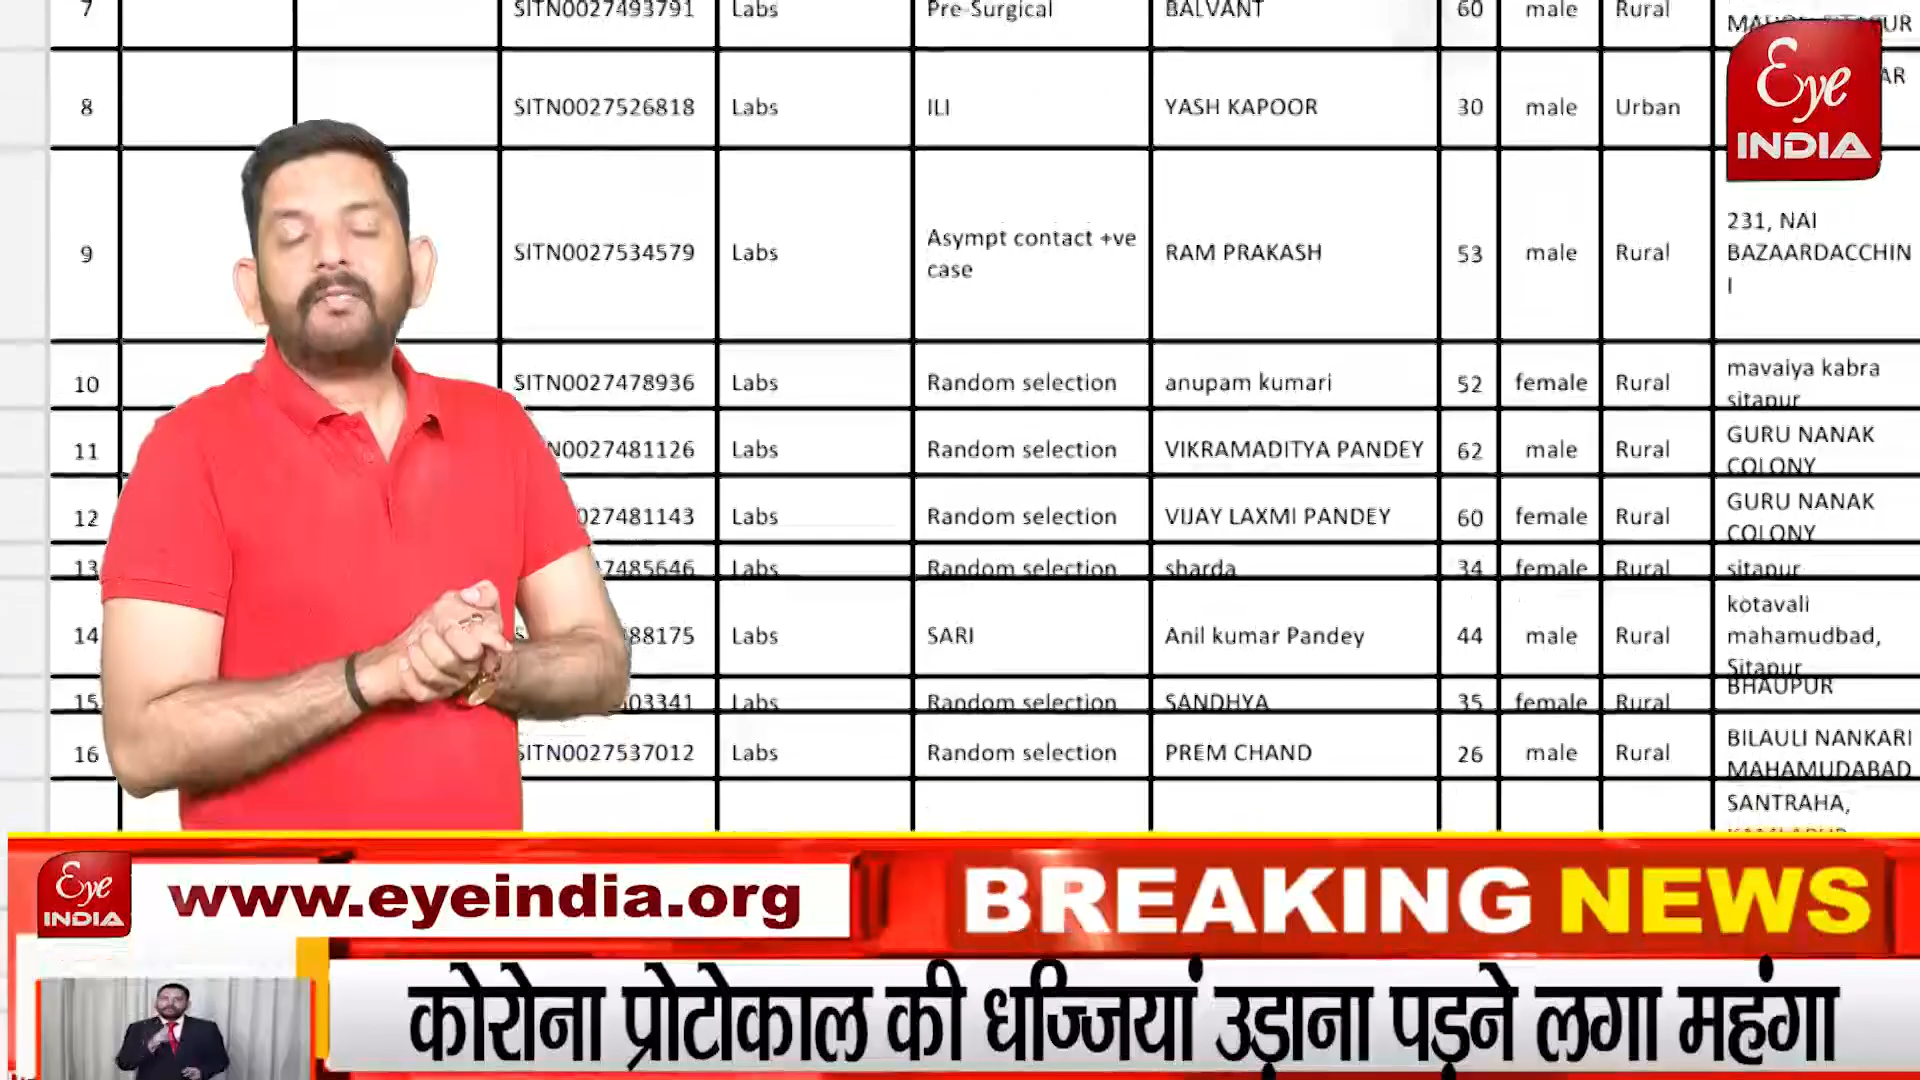 7 SITN0027493791 Labs Pre-Surgical BALVANT 60 male Rural
Eye
INDIA
8 SITN0027526818 Labs ILI YASH KAPOOR 30 male Urban
9 SITN0027534579 Labs Asympt contact +ve case RAM PRAKASH 53 male Rural 231, NAI BAZAARDACCHINI
10 SITN0027478936 Labs Random selection anupam kumari 52 female Rural mavaiya kabra sitapur
11 N0027481126 Labs Random selection VIKRAMADITYA PANDEY 62 male Rural GURU NANAK COLONY
12 027481143 Labs Random selection VIJAY LAXMI PANDEY 60 female Rural GURU NANAK COLONY
13 7485646 Labs Random selection sharda 34 female Rural sitapur
14 88175 Labs SARI Anil kumar Pandey 44 male Rural kotavali mahamudbad, Sitapur
15 03341 Labs Random selection SANDHYA 35 female Rural BHAUPUR
16 SITN0027537012 Labs Random selection PREM CHAND 26 male Rural BILAULI NANKARI MAHAMUDABAD
SANTRAHA,
Eye
INDIA
www.eyeindia.org
BREAKING NEWS
कोरोना प्रोटोकाल की धज्जियां उड़ाना पड़ने लगा महंगा